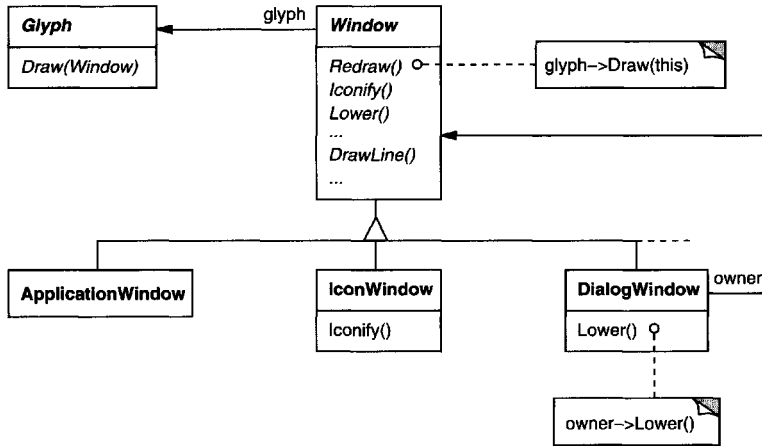 glyph
Glyph
Draw(Window)
Window
Redraw()
Iconify()
Lower()
...
DrawLine()
...
glyph->Draw(this)
ApplicationWindow
IconWindow
Iconify()
DialogWindow
Lower()
owner
owner->Lower()